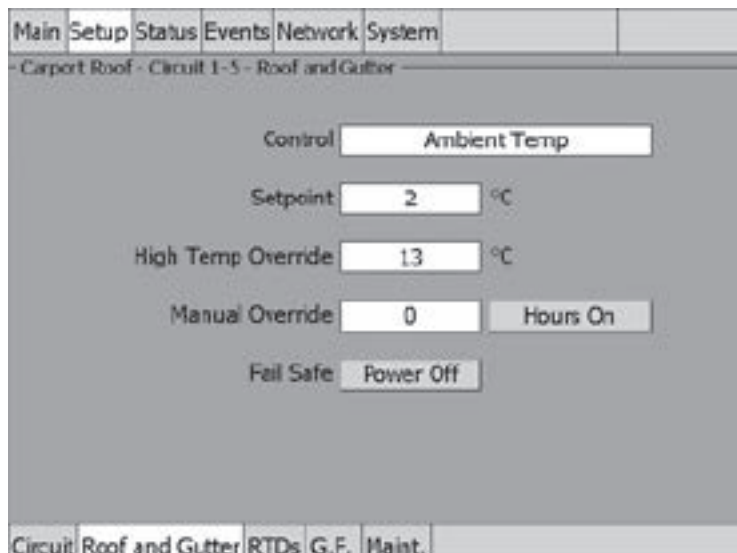 Main Setup Status Events Network System
Carport Roof - Circuit 1-5 - Roof and Gutter
Control Ambient Temp
Setpoint 2 °C
High Temp Override 13 °C
Manual Override 0 Hours On
Fail Safe Power Off
Circuit Roof and Gutter RTDs G.F. Maint.